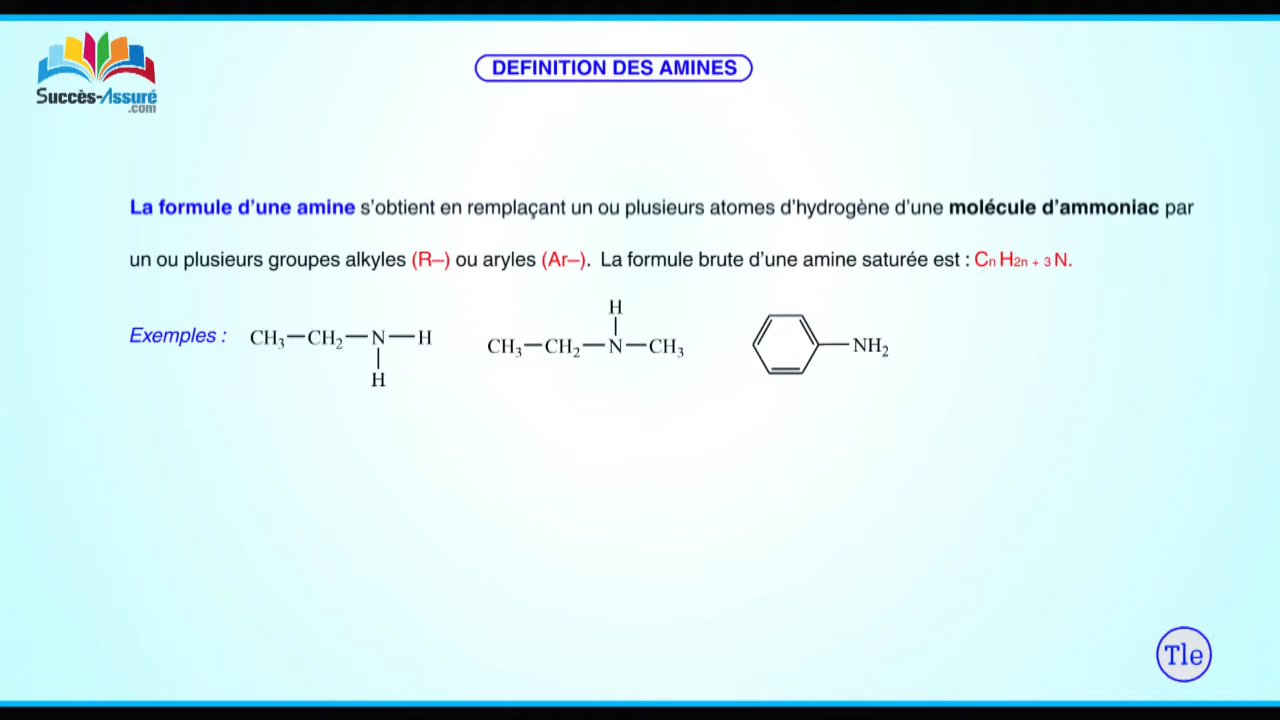 Succès-Assuré
.com
DEFINITION DES AMINES
La formule d'une amine s'obtient en remplaçant un ou plusieurs atomes d'hydrogène d'une molécule d'ammoniac par
un ou plusieurs groupes alkyles (R–) ou aryles (Ar–). La formule brute d'une amine saturée est : CₙH₂ₙ₊₃N.
H
Exemples : CH₃—CH₂—N—H CH₃—CH₂—N—CH₃ —NH₂
H
Tle